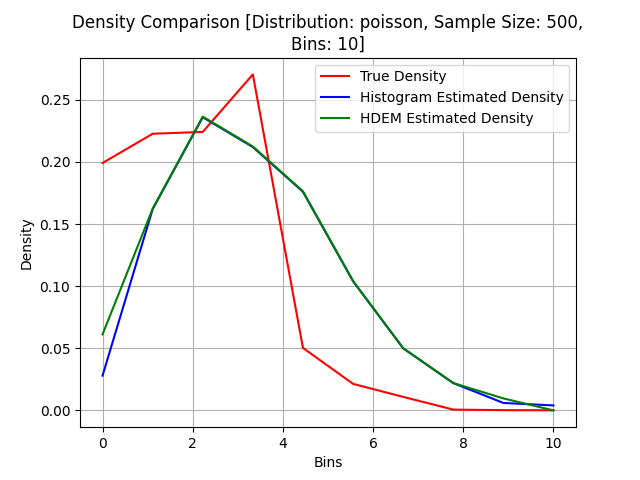 Density Comparison [Distribution: poisson, Sample Size: 500,
Bins: 10]
True Density
Histogram Estimated Density
HDEM Estimated Density
Density
0.25
0.20
0.15
0.10
0.05
0.00
0 2 4 6 8 10
Bins